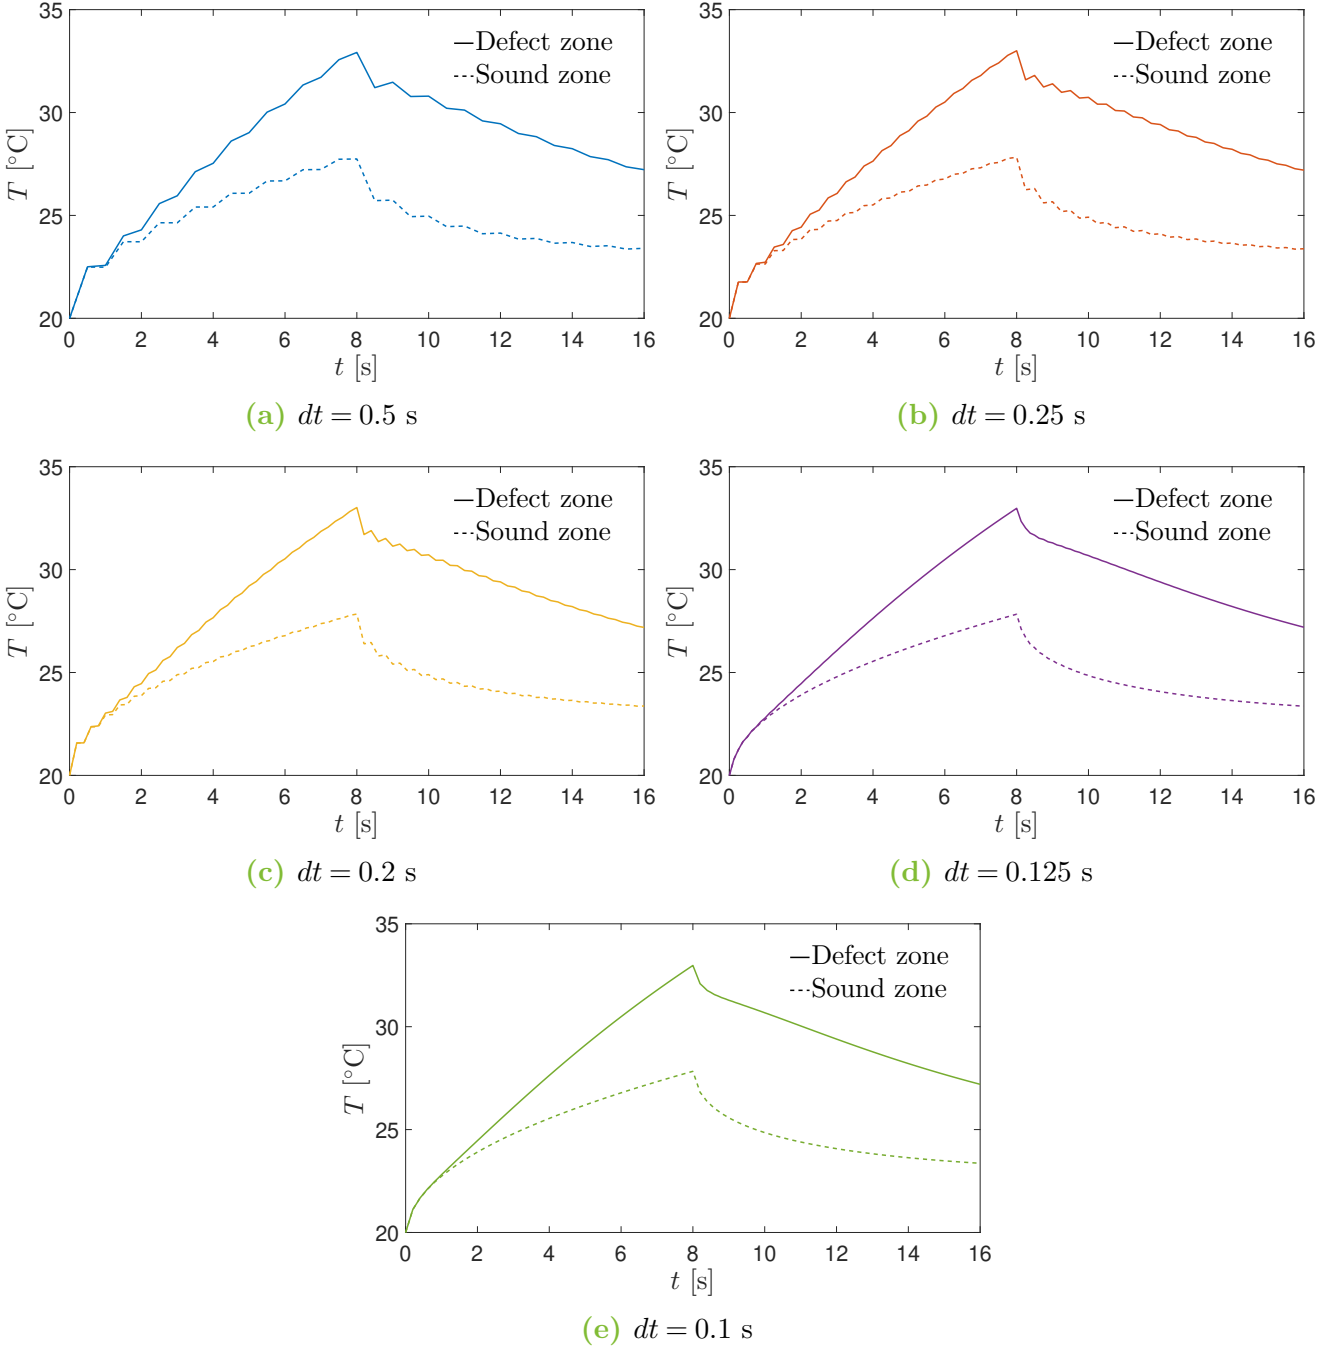 35
30
25
20
T [°C]
Defect zone
Sound zone
0 2 4 6 8 10 12 14 16
t [s]
(a) dt = 0.5 s
35
30
25
20
T [°C]
Defect zone
Sound zone
0 2 4 6 8 10 12 14 16
t [s]
(b) dt = 0.25 s
35
30
25
20
T [°C]
Defect zone
Sound zone
0 2 4 6 8 10 12 14 16
t [s]
(c) dt = 0.2 s
35
30
25
20
T [°C]
Defect zone
Sound zone
0 2 4 6 8 10 12 14 16
t [s]
(d) dt = 0.125 s
35
30
25
20
T [°C]
Defect zone
Sound zone
0 2 4 6 8 10 12 14 16
t [s]
(e) dt = 0.1 s